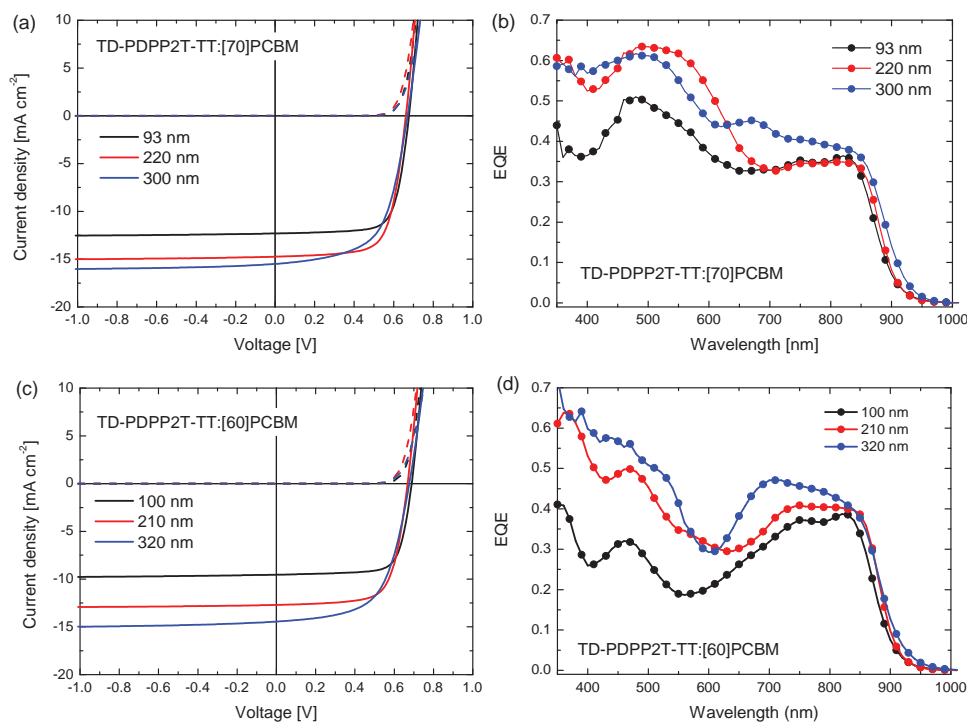 (a)
TD-PDPP2T-TT:[70]PCBM
93 nm
220 nm
300 nm
Current density [mA cm-2]
10
5
0
-5
-10
-15
-20
-1.0 -0.8 -0.6 -0.4 -0.2 0.0 0.2 0.4 0.6 0.8 1.0
Voltage [V]
(b)
93 nm
220 nm
300 nm
EQE
0.7
0.6
0.5
0.4
0.3
0.2
0.1
0.0
TD-PDPP2T-TT:[70]PCBM
400 500 600 700 800 900 1000
Wavelength [nm]
(c)
TD-PDPP2T-TT:[60]PCBM
100 nm
210 nm
320 nm
Current density [mA cm-2]
10
5
0
-5
-10
-15
-20
-1.0 -0.8 -0.6 -0.4 -0.2 0.0 0.2 0.4 0.6 0.8 1.0
Voltage [V]
(d)
100 nm
210 nm
320 nm
EQE
0.7
0.6
0.5
0.4
0.3
0.2
0.1
0.0
TD-PDPP2T-TT:[60]PCBM
400 500 600 700 800 900 1000
Wavelength (nm)